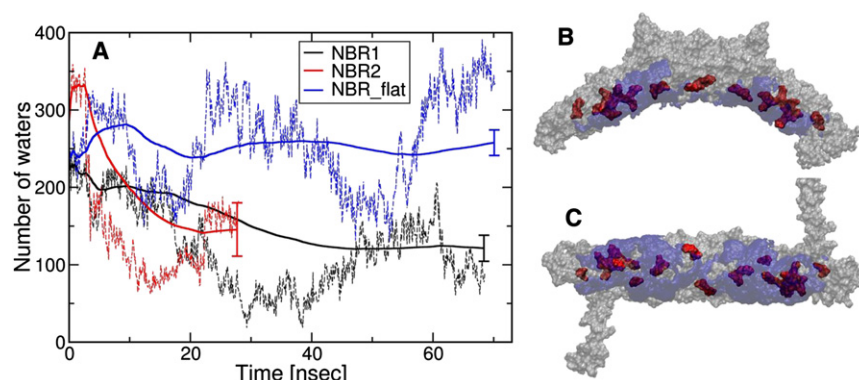 A
B
C
NBR1
NBR2
NBR_flat
400
300
200
100
0
Number of waters
0 20 40 60
Time [nsec]